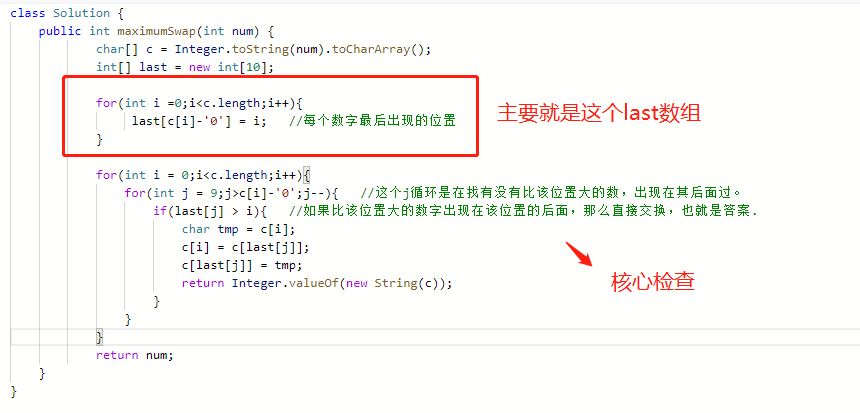 class Solution {
public int maximumSwap(int num) {
char[] c = Integer.toString(num).toCharArray();
int[] last = new int[10];
for(int i =0;i<c.length;i++){
last[c[i]-'0'] = i;   //每个数字最后出现的位置
}
主要就是这个last数组
for(int i = 0;i<c.length;i++){
for(int j = 9;j>c[i]-'0';j--){   //这个j循环是在找有没有比该位置大的数，出现在其后面过。
if(last[j] > i){   //如果比该位置大的数字出现在该位置的后面，那么直接交换，也就是答案.
char tmp = c[i];
c[i] = c[last[j]];
c[last[j]] = tmp;
return Integer.valueOf(new String(c));
核心检查
}
}
}
return num;
}
}